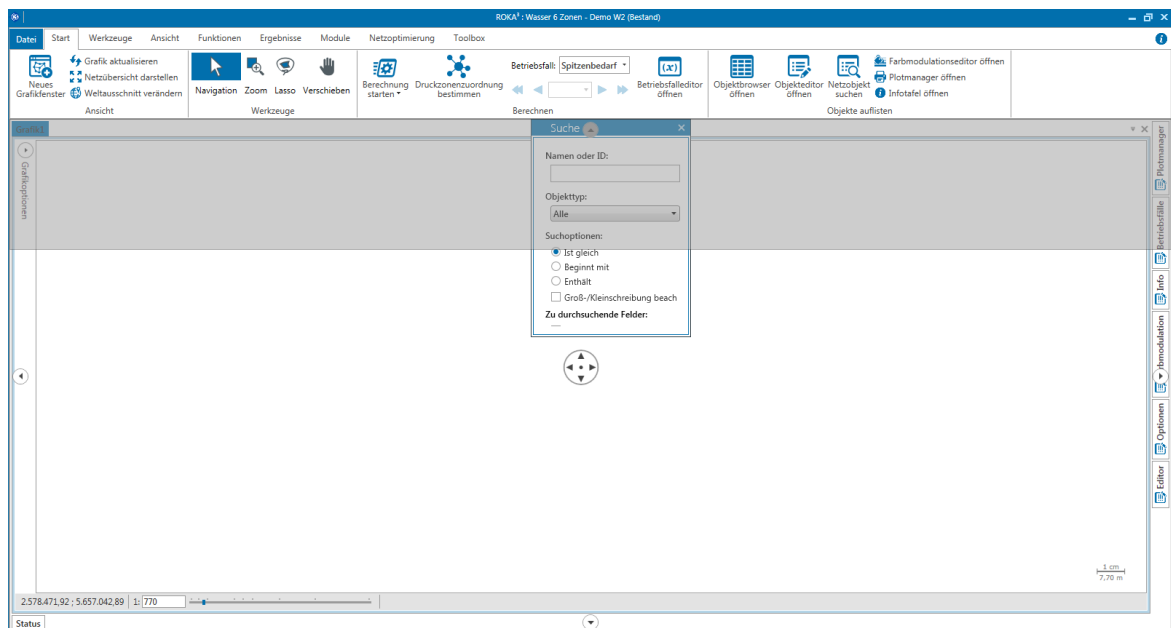 ROKA³ : Wasser 6 Zonen - Demo W2 (Bestand)
Datei Start Werkzeuge Ansicht Funktionen Ergebnisse Module Netzoptimierung Toolbox
Neues Grafikfenster
Grafik aktualisieren
Netzübersicht darstellen
Weltausschnitt verändern
Ansicht
Navigation Zoom Lasso Verschieben
Werkzeuge
Berechnung starten
Druckzonenzuordnung bestimmen
Betriebsfall: Spitzenbedarf
(x)
Betriebsfalleditor öffnen
Berechnen
Objektbrowser öffnen
Objekteditor öffnen
Netzobjekt suchen
Farbmodulationseditor öffnen
Plotmanager öffnen
Infotafel öffnen
Objekte auflisten
Grafik1
Grafikoptionen
Suche
Namen oder ID:
Objekttyp:
Alle
Suchoptionen:
Ist gleich
Beginnt mit
Enthält
Groß-/Kleinschreibung beach
Zu durchsuchende Felder:
Plotmanager
Betriebsfälle
Info
rbmodulation
Optionen
Editor
1 cm
7,70 m
2.578.471,92 ; 5.657.042,89 1: 770
Status